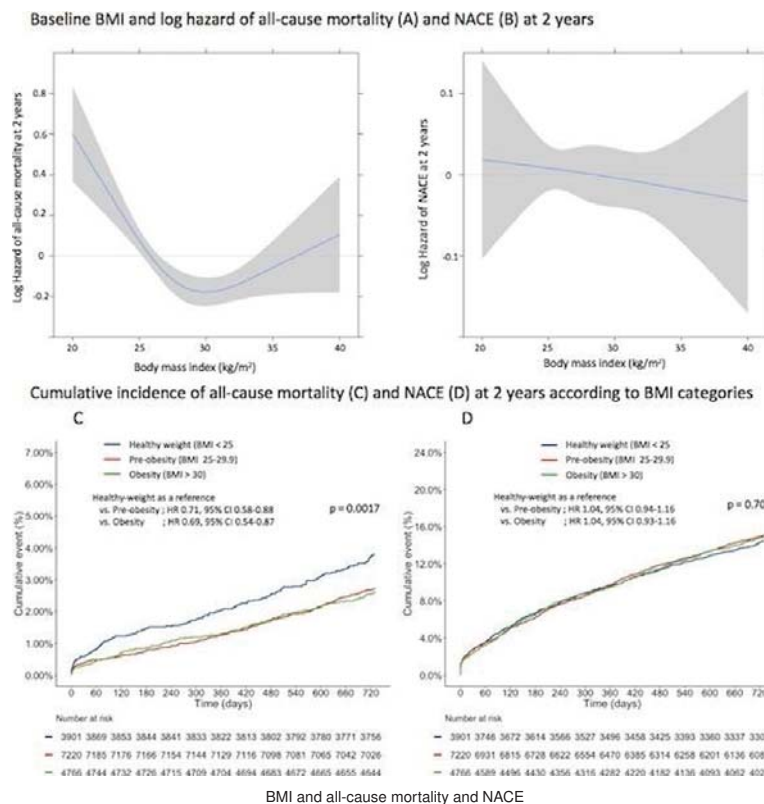 Baseline BMI and log hazard of all-cause mortality (A) and NACE (B) at 2 years
Log Hazard of all-cause mortality at 2 years
0.8
0.6
0.4
0.2
0
-0.2
20 25 30 35 40
Body mass index (kg/m²)
Log Hazard of NACE at 2 years
0.1
0
-0.1
20 25 30 35 40
Body mass index (kg/m²)
Cumulative incidence of all-cause mortality (C) and NACE (D) at 2 years according to BMI categories
C
Healthy weight (BMI < 25
Pre-obesity (BMI 25-29.9)
Obesity (BMI > 30)
Healthy-weight as a reference
vs. Pre-obesity ; HR 0.71, 95% CI 0.58-0.88
vs. Obesity ; HR 0.69, 95% CI 0.54-0.87
p = 0.0017
Cumulative event (%)
7.00%
6.00%
5.00%
4.00%
3.00%
2.00%
1.00%
0.00%
0 60 120 180 240 300 360 420 480 540 600 660 720
Time (days)
Number at risk
3901 3869 3853 3844 3841 3833 3822 3813 3802 3792 3780 3771 3756
7220 7185 7176 7166 7154 7144 7129 7116 7098 7081 7065 7042 7026
4766 4744 4732 4726 4715 4709 4704 4694 4683 4672 4665 4655 4644
D
Healthy weight (BMI < 25
Pre-obesity (BMI 25-29.9)
Obesity (BMI > 30)
Healthy-weight as a reference
vs. Pre-obesity ; HR 1.04, 95% CI 0.94-1.16
vs. Obesity ; HR 1.04, 95% CI 0.93-1.16
p = 0.70
Cumulative event (%)
24.0%
20.0%
16.0%
12.0%
8.0%
4.0%
0.0%
0 60 120 180 240 300 360 420 480 540 600 660 720
Time (days)
Number at risk
3901 3746 3672 3614 3566 3527 3496 3458 3425 3393 3360 3337 330
7220 6931 6815 6728 6622 6554 6470 6385 6314 6258 6201 6136 608
4766 4589 4496 4430 4356 4316 4282 4220 4182 4136 4093 4062 402
BMI and all-cause mortality and NACE